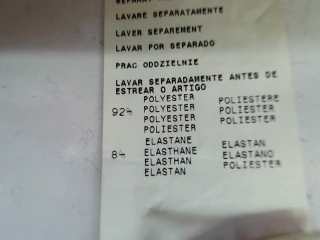 LAVARE SEPARATAMENTE
LAVER SEPAREMENT
LAVAR POR SEPARADO
PRAC ODDZIELNIE
LAVAR SEPARADAMENTE ANTES DE
ESTREAR O ARTIGO
POLYESTER POLIESTERE
92% POLYESTER POLIESTER
POLYESTER POLIESTER
POLIESTER
ELASTANE ELASTAN
8% ELASTHANE ELASTANO
ELASTHAN POLIESTER
ELASTAN